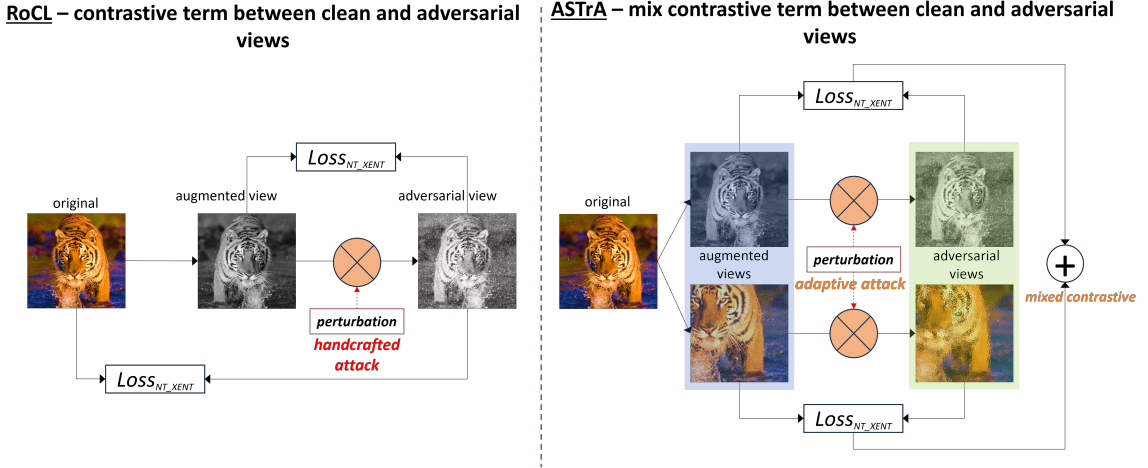 RoCL – contrastive term between clean and adversarial
views
Loss_NT_XENT
original
augmented view
adversarial view
perturbation
handcrafted
attack
Loss_NT_XENT
ASTrA – mix contrastive term between clean and adversarial
views
Loss_NT_XENT
original
augmented
views
perturbation
adaptive attack
adversarial
views
mixed contrastive
Loss_NT_XENT